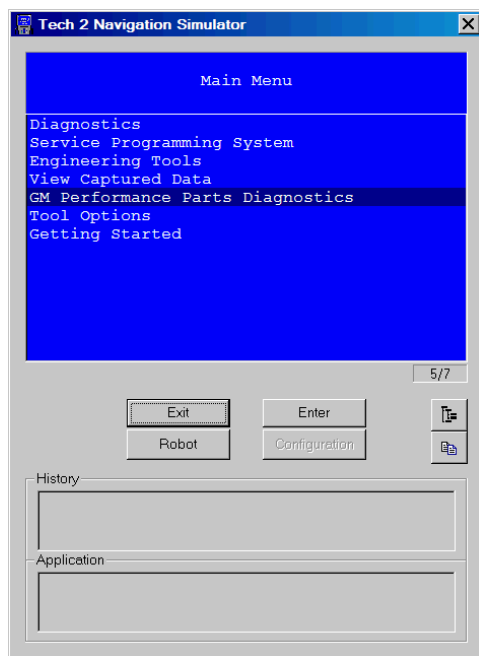 Tech 2 Navigation Simulator
Main Menu
Diagnostics
Service Programming System
Engineering Tools
View Captured Data
GM Performance Parts Diagnostics
Tool Options
Getting Started
5/7
Exit
Enter
Robot
Configuration
History
Application